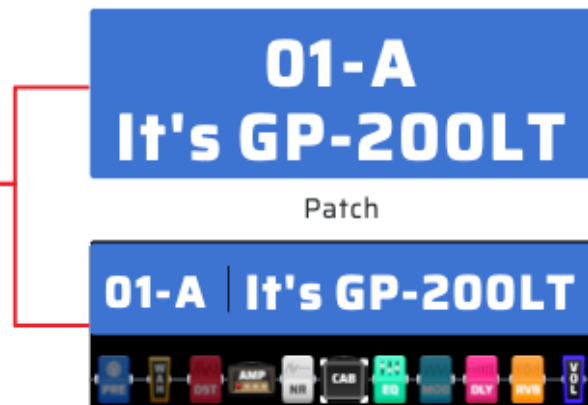 01-A
It's GP-200LT
Patch
01-A It's GP-200LT
PRE WAH DST AMP NR CAB EQ MOD DLY RVB VOL